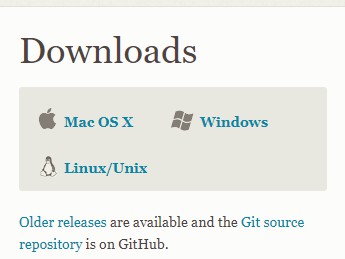 Downloads
Mac OS X Windows
Linux/Unix
Older releases are available and the Git source
repository is on GitHub.